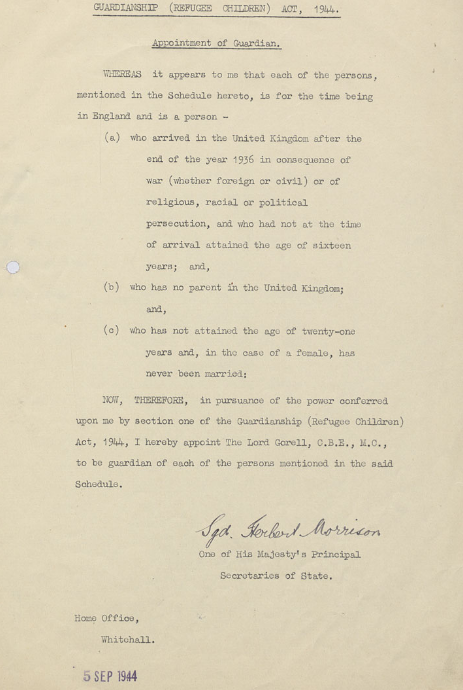 GUARDIANSHIP (REFUGEE CHILDREN) ACT, 1944.
Appointment of Guardian.
WHEREAS it appears to me that each of the persons,
mentioned in the Schedule hereto, is for the time being
in England and is a person -
(a) who arrived in the United Kingdom after the
end of the year 1936 in consequence of
war (whether foreign or civil) or of
religious, racial or political
persecution, and who had not at the time
of arrival attained the age of sixteen
years; and,
(b) who has no parent in the United Kingdom;
and,
(c) who has not attained the age of twenty-one
years and, in the case of a female, has
never been married:
NOW, THEREFORE, in pursuance of the power conferred
upon me by section one of the Guardianship (Refugee Children)
Act, 1944, I hereby appoint The Lord Gorell, C.B.E., M.C.,
to be guardian of each of the persons mentioned in the said
Schedule.
Sgd. Herbert Morrison
One of His Majesty's Principal
Secretaries of State.
Home Office,
Whitehall.
5 SEP 1944